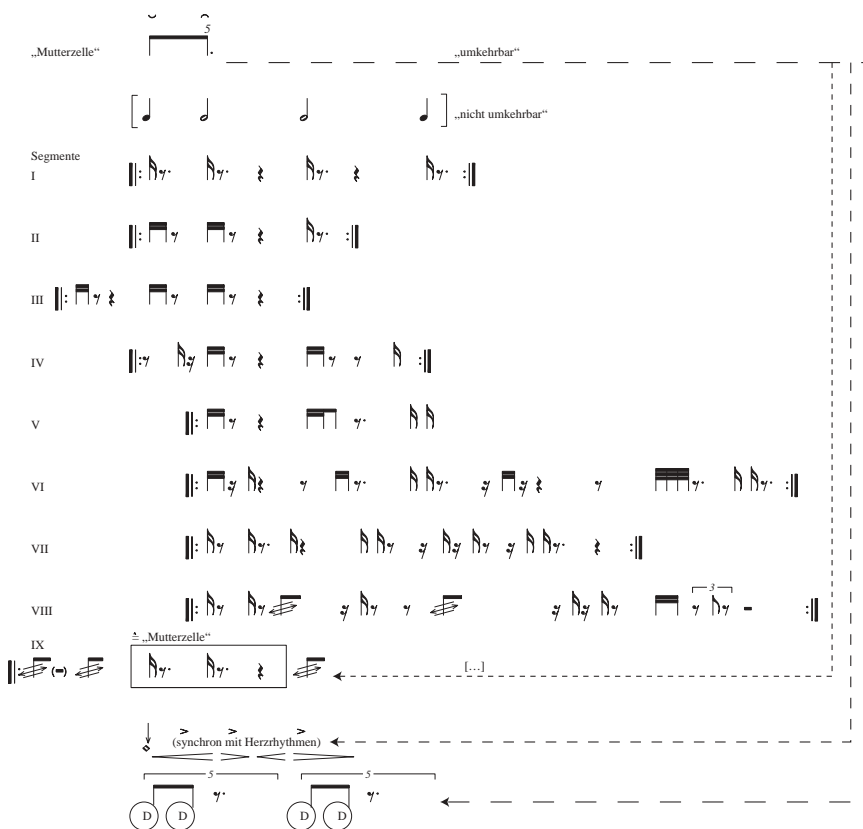 5
„Mutterzelle“ „umkehrbar“
„nicht umkehrbar“
Segmente
I
II
III
IV
V
VI
VII
VIII
3
IX
≙ „Mutterzelle“
[…]
(synchron mit Herzrhythmen)
5 5
D D D D